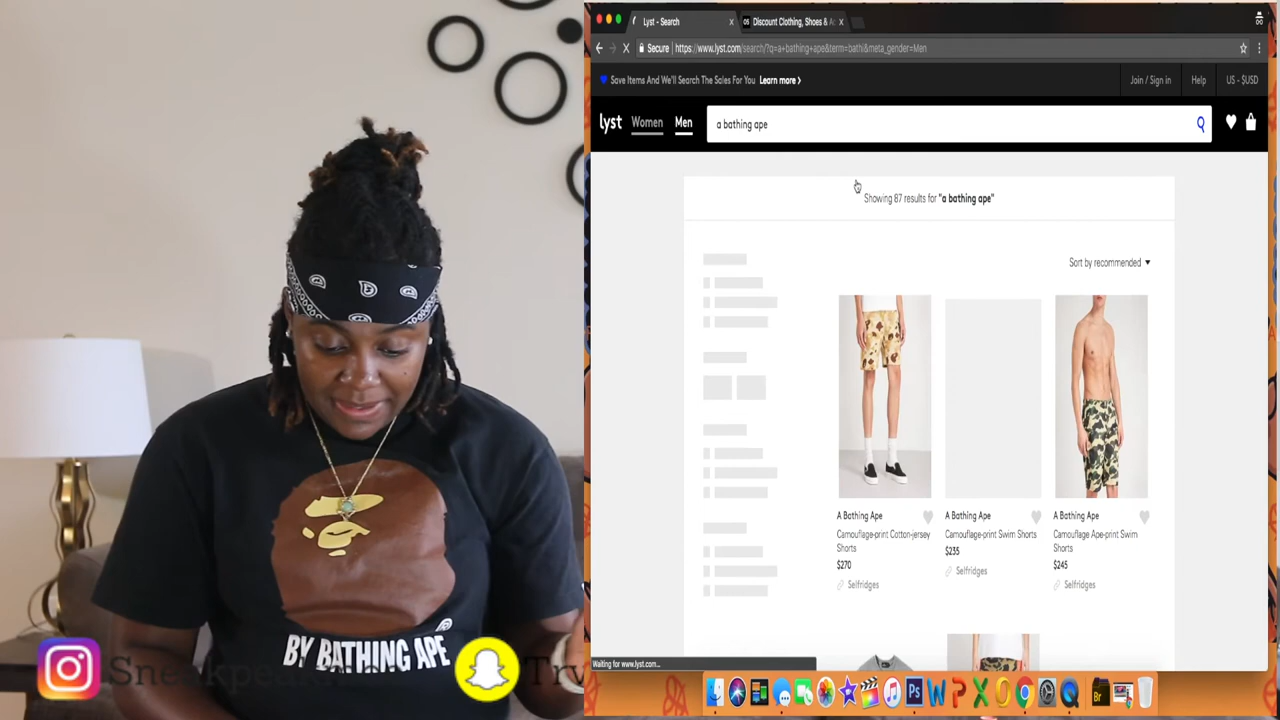 Lyst - Search
Discount Clothing, Shoes &
Secure https://www.lyst.com/search/?q=a+bathing+ape&term=bathi&meta_gender=Men
Save Items And We'll Search The Sales For You Learn more >
Join / Sign in
Help
US - $USD
lyst
Women
Men
a bathing ape
Showing 87 results for "a bathing ape"
Sort by recommended
A Bathing Ape
Camouflage-print Cotton-jersey
Shorts
$270
Selfridges
A Bathing Ape
Camouflage-print Swim Shorts
$235
Selfridges
A Bathing Ape
Camouflage Ape-print Swim
Shorts
$245
Selfridges
Waiting for www.lyst.com...
BY BATHING APE
®
Try